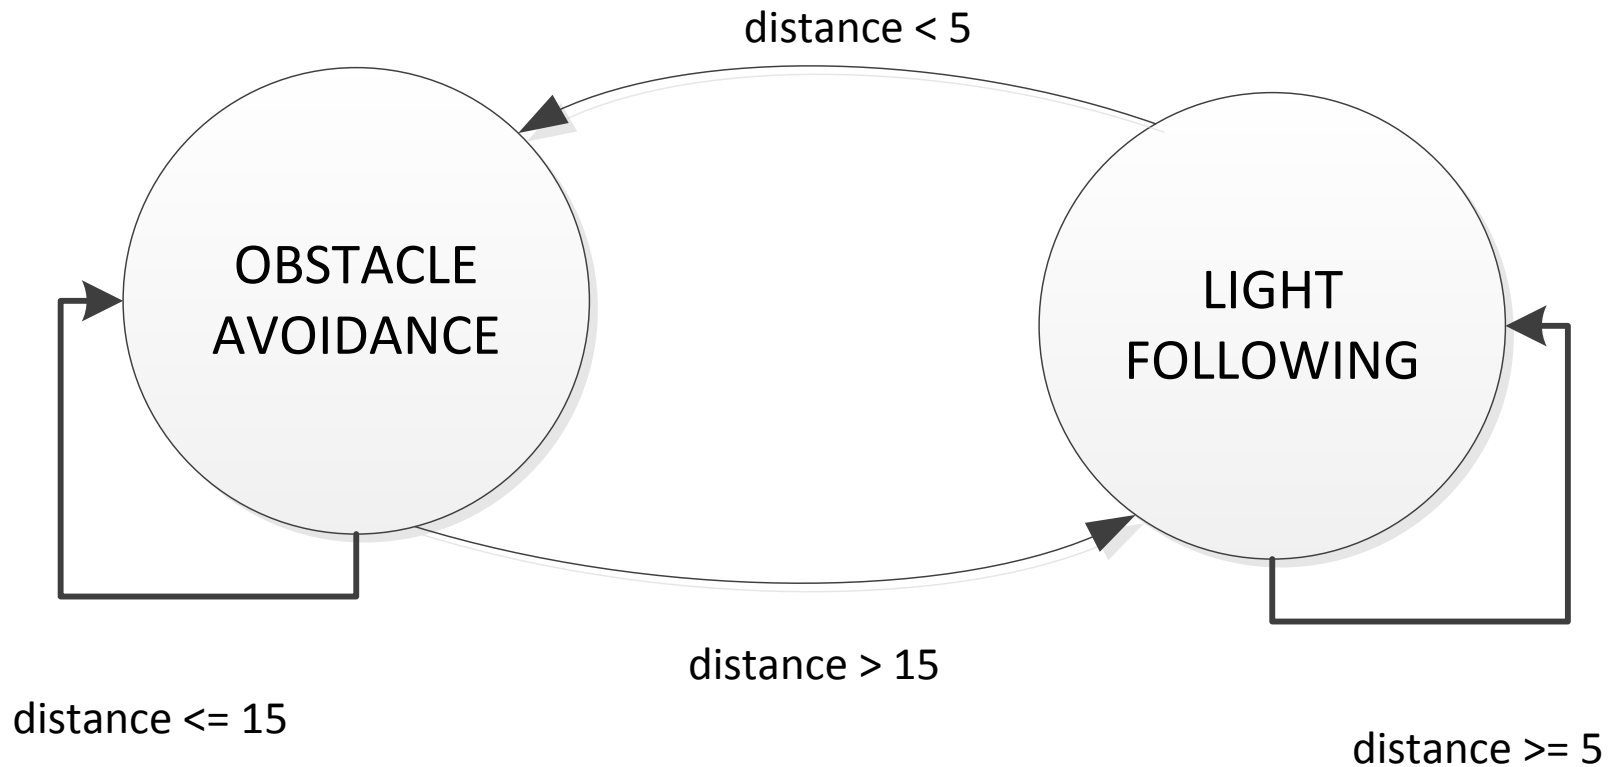 distance < 5
OBSTACLE
AVOIDANCE
LIGHT
FOLLOWING
distance > 15
distance <= 15
distance >= 5